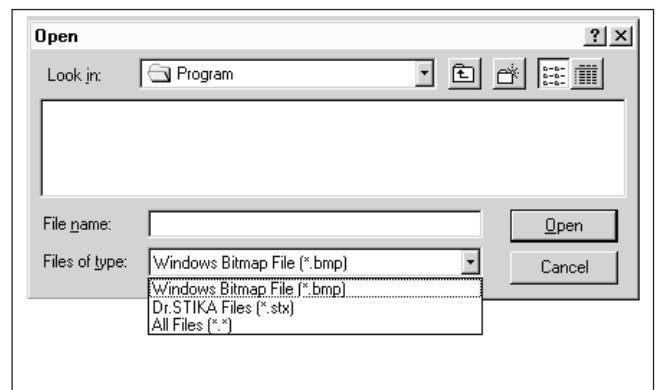 Open
Look in: Program
File name: Open
Files of type: Windows Bitmap File (*.bmp) Cancel
Windows Bitmap File (*.bmp)
Dr.STIKA Files (*.stx)
All Files (*.*)